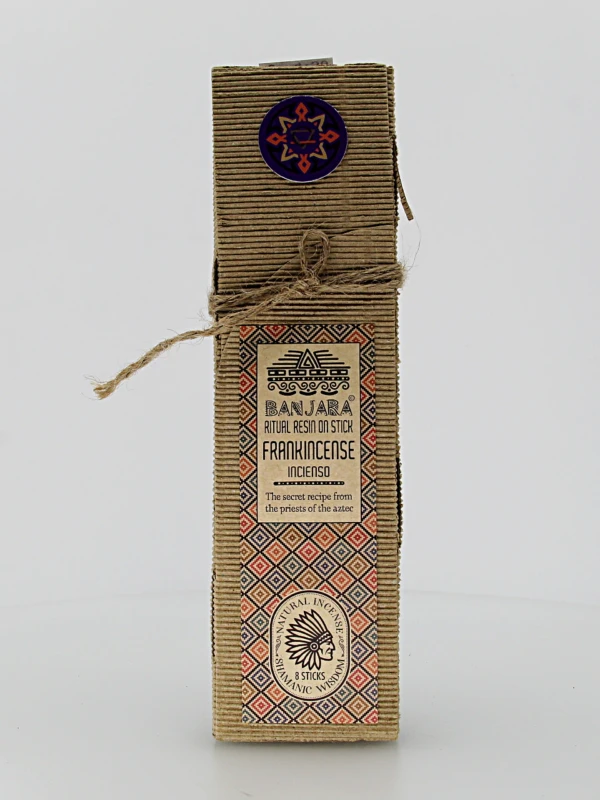 BANJARA©
RITUAL RESIN ON STICK
FRANKINCENSE
INCIENSO
The secret recipe from
the priests of the aztec
NATURAL INCENSE
8 STICKS
SHAMANIC WISDOM